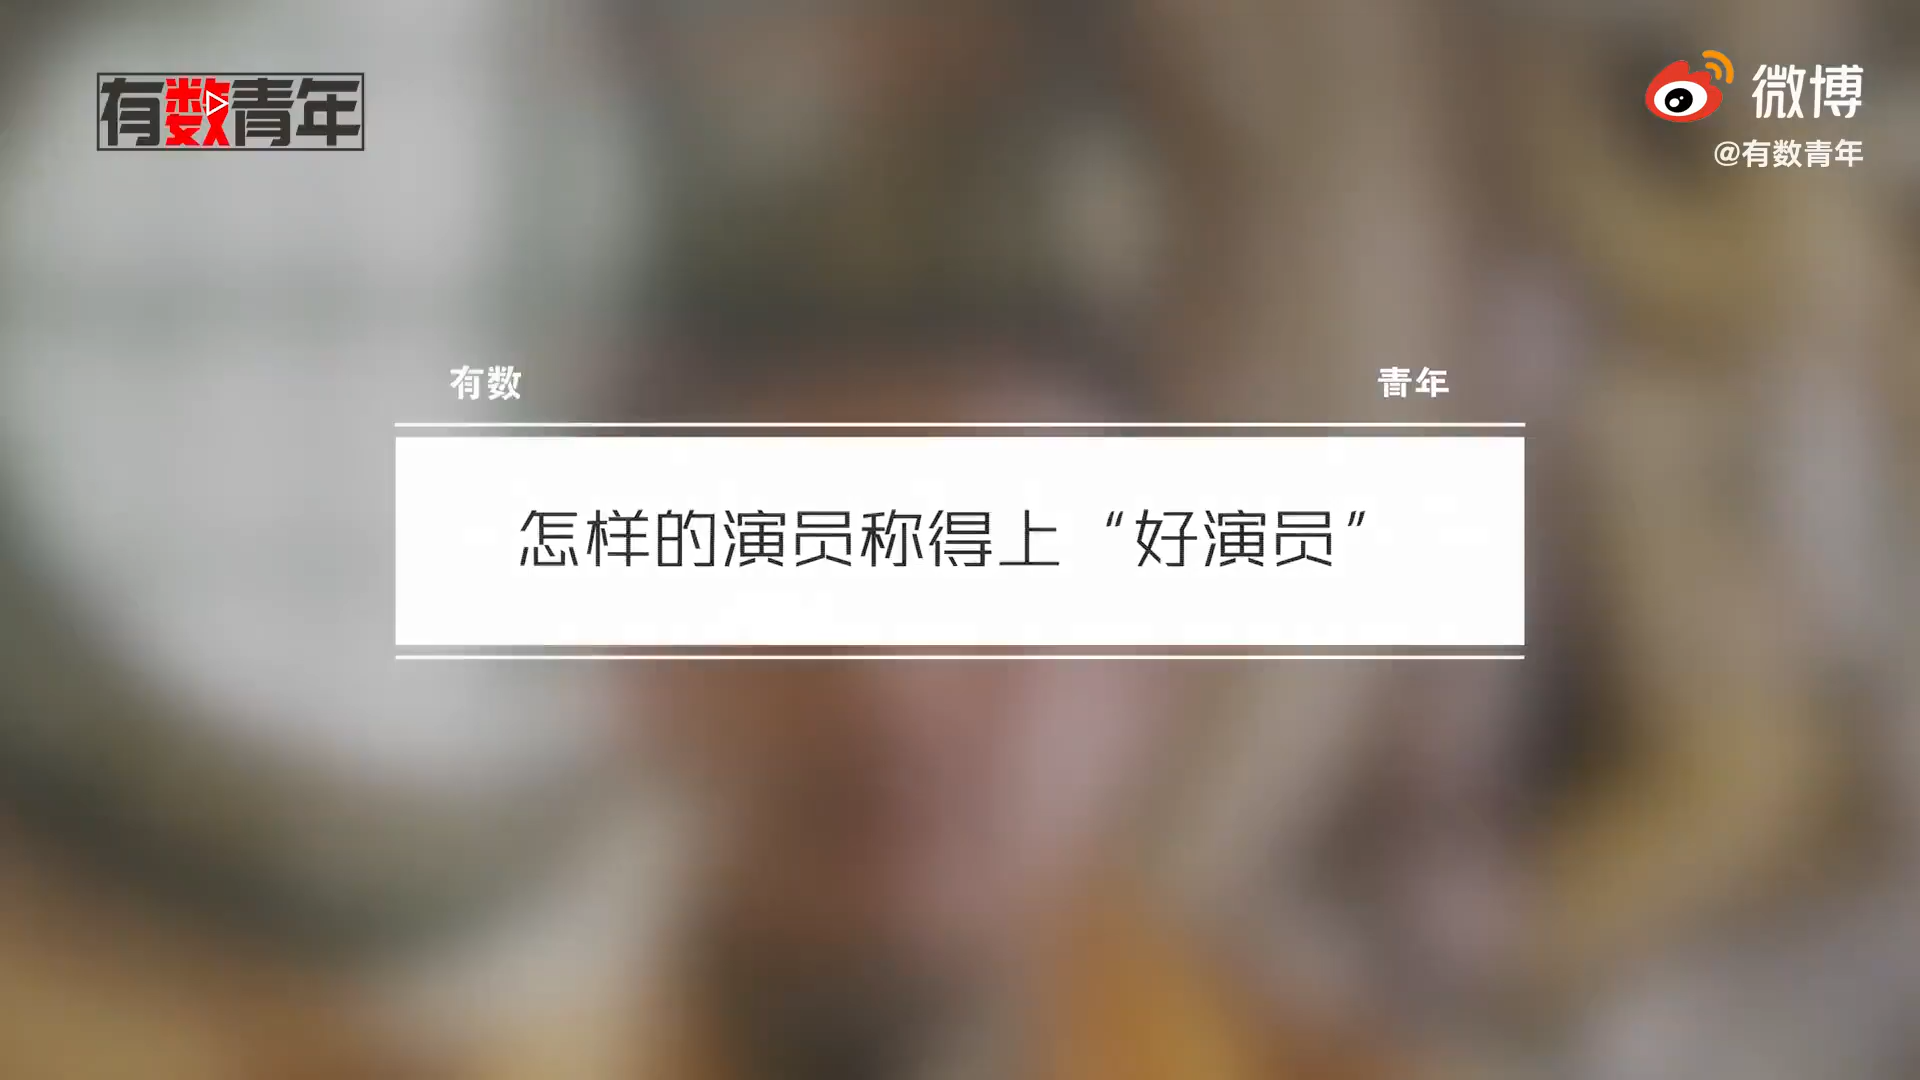 有数青年
微博
@有数青年
有数
青年
怎样的演员称得上“好演员”